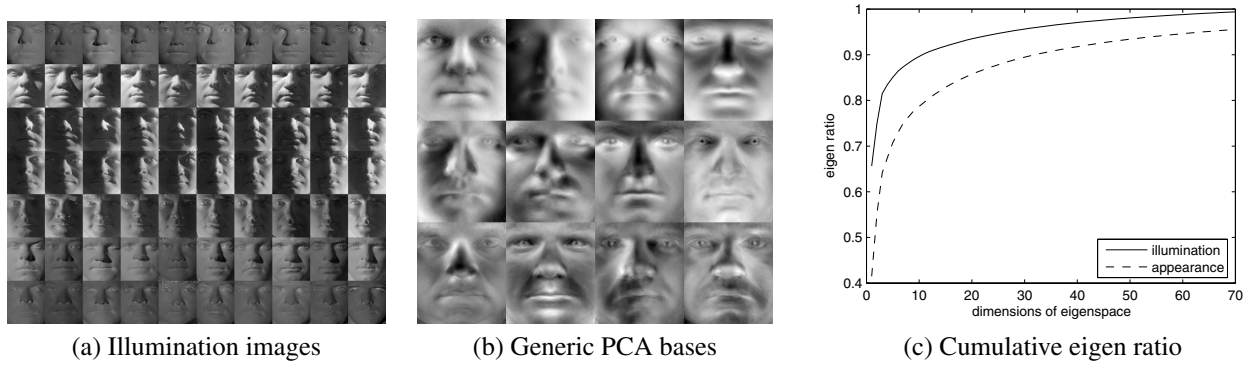 1
0.9
0.8
0.7
0.6
0.5
0.4
eigen ratio
0 10 20 30 40 50 60 70
dimensions of eigenspace
illumination
appearance
(a) Illumination images
(b) Generic PCA bases
(c) Cumulative eigen ratio